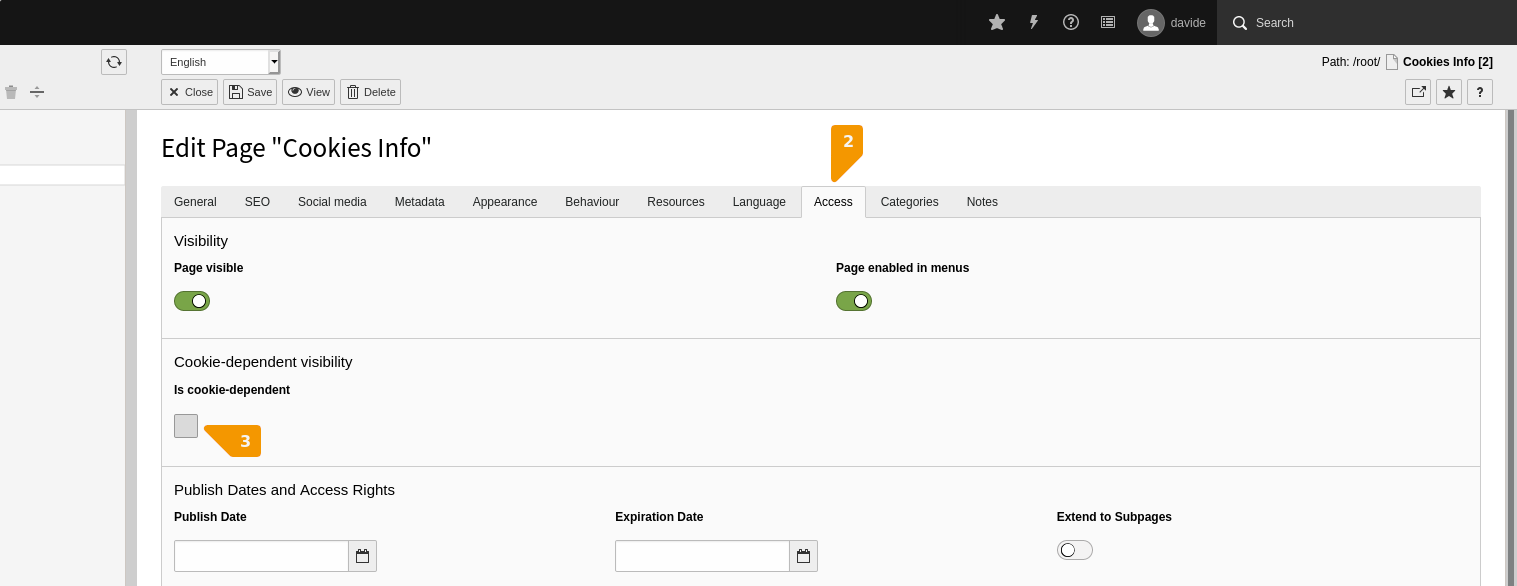 davide Search
English Path: /root/ Cookies Info [2]
Close Save View Delete ?
Edit Page "Cookies Info"
2
General SEO Social media Metadata Appearance Behaviour Resources Language Access Categories Notes
Visibility
Page visible Page enabled in menus
Cookie-dependent visibility
Is cookie-dependent
3
Publish Dates and Access Rights
Publish Date Expiration Date Extend to Subpages